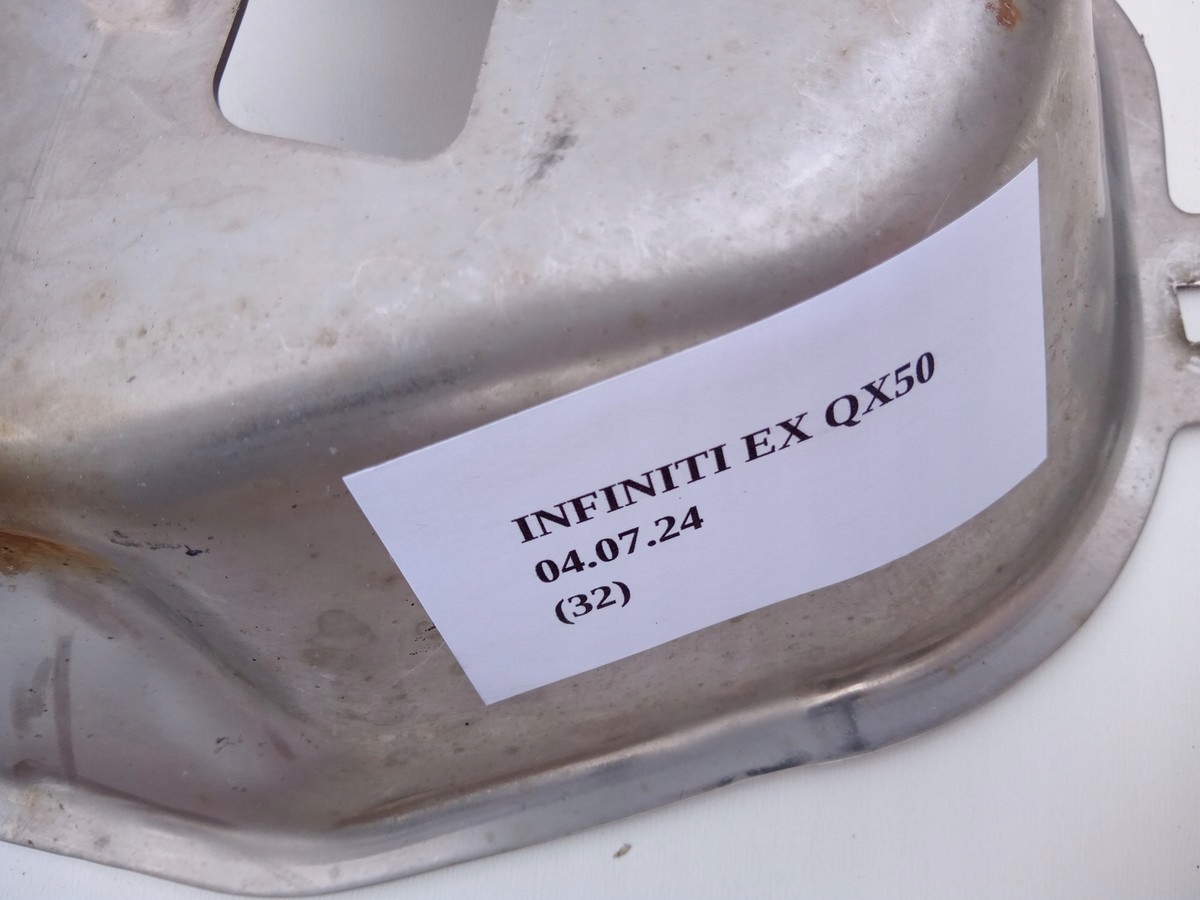 INFINITI EX QX50
04.07.24
(32)